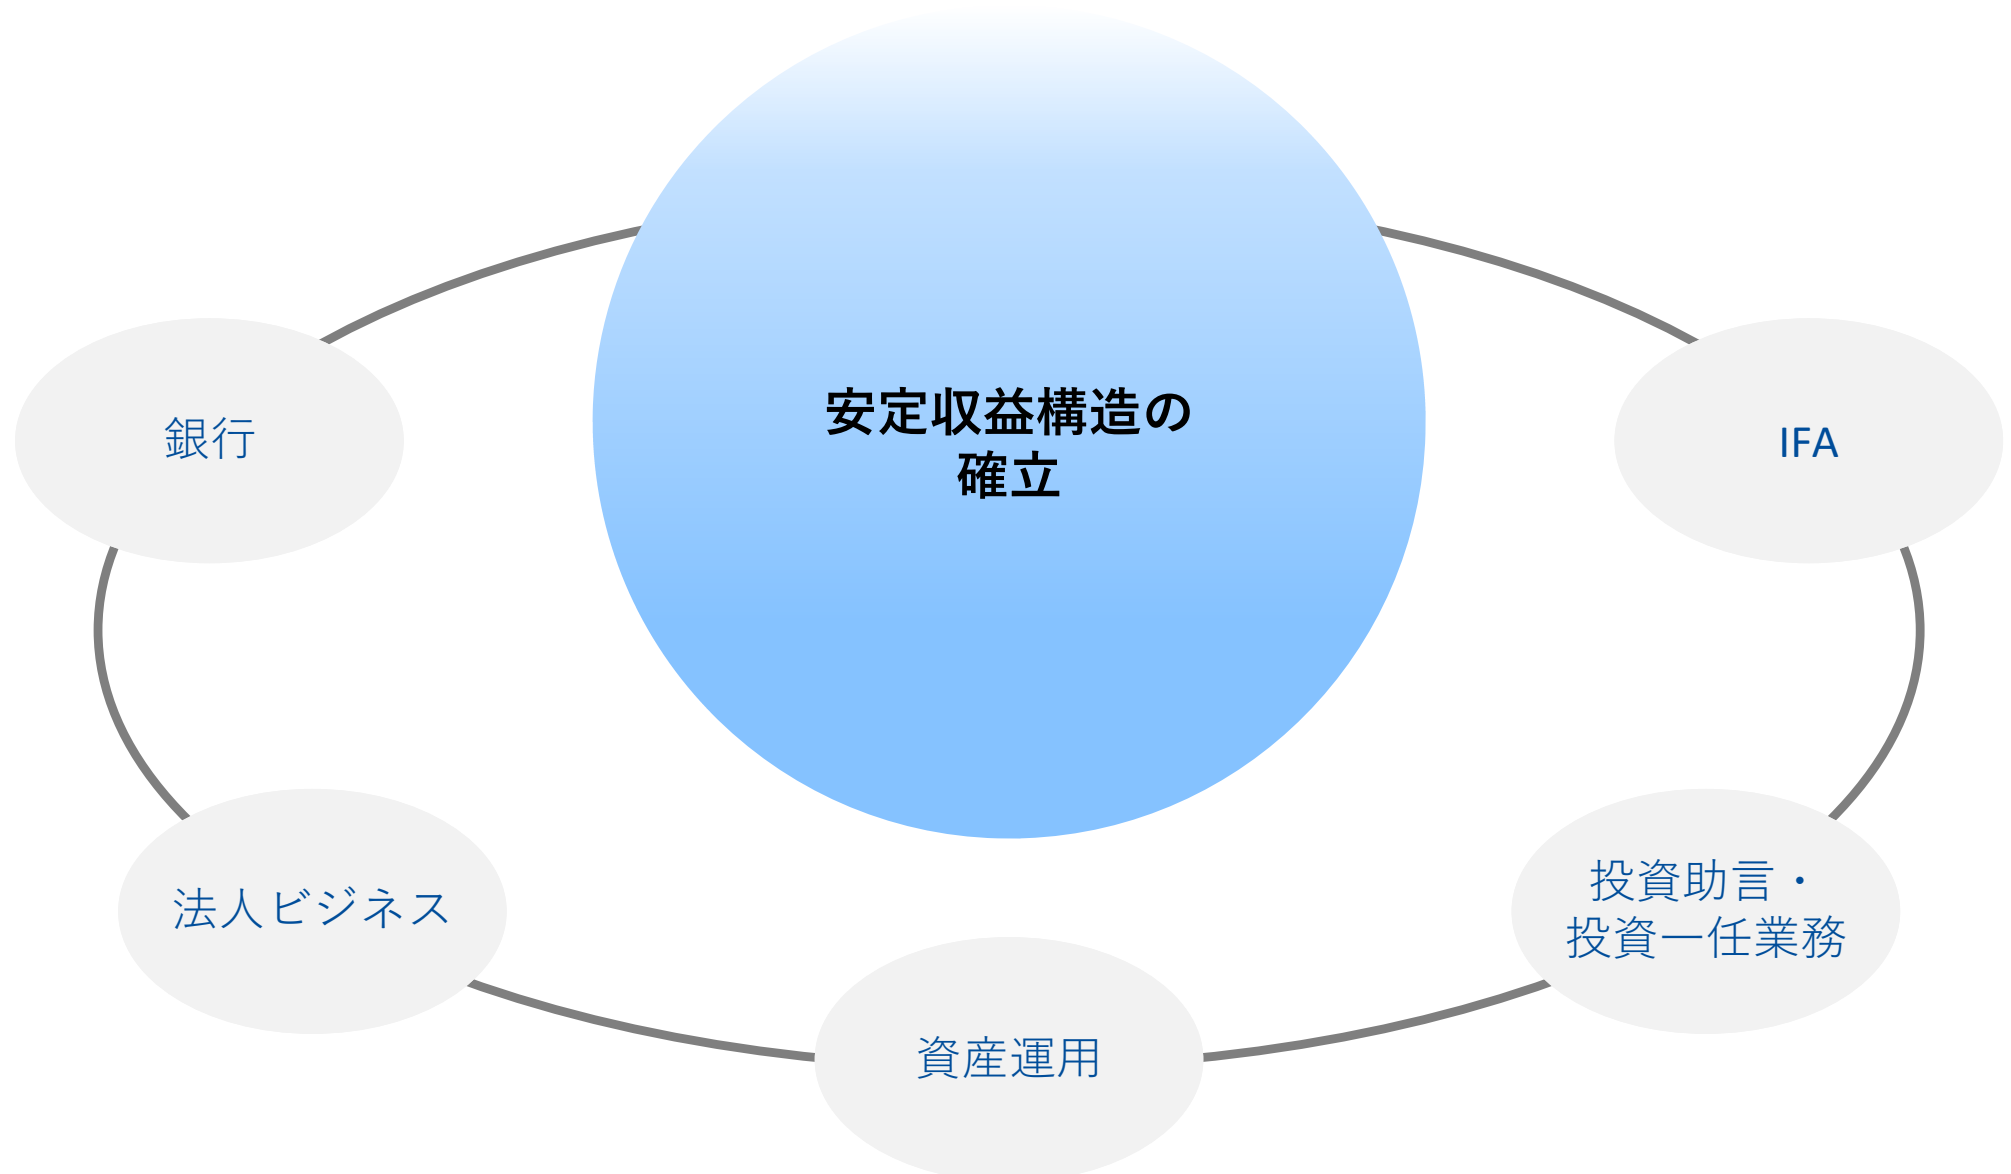 安定収益構造の
確立
銀行
IFA
法人ビジネス
投資助言・
投資一任業務
資産運用